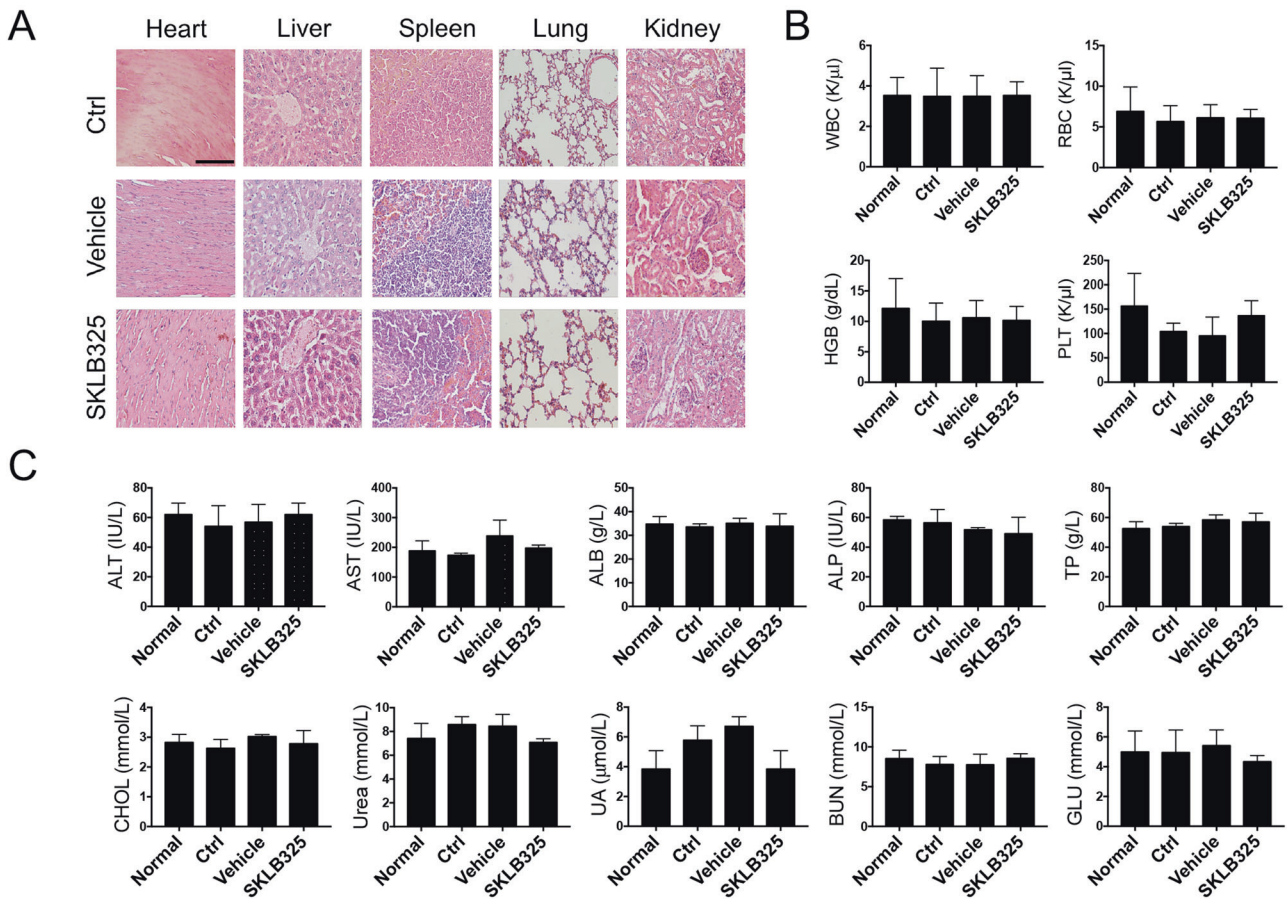 A
Heart Liver Spleen Lung Kidney
Ctrl
Vehicle
SKLB325
B
WBC (K/µl)
0
2
4
6
Normal Ctrl Vehicle SKLB325
RBC (K/µl)
0
5
10
15
Normal Ctrl Vehicle SKLB325
HGB (g/dL)
0
5
10
15
20
Normal Ctrl Vehicle SKLB325
PLT (K/µl)
0
50
100
150
200
250
Normal Ctrl Vehicle SKLB325
C
ALT (IU/L)
0
20
40
60
80
Normal Ctrl Vehicle SKLB325
AST (IU/L)
0
100
200
300
400
Normal Ctrl Vehicle SKLB325
ALB (g/L)
0
10
20
30
40
50
Normal Ctrl Vehicle SKLB325
ALP (IU/L)
0
20
40
60
80
Normal Ctrl Vehicle SKLB325
TP (g/L)
0
20
40
60
80
Normal Ctrl Vehicle SKLB325
CHOL (mmol/L)
0
1
2
3
4
5
Normal Ctrl Vehicle SKLB325
Urea (mmol/L)
0
2
4
6
8
10
Normal Ctrl Vehicle SKLB325
UA (µmol/L)
0
2
4
6
8
Normal Ctrl Vehicle SKLB325
BUN (mmol/L)
0
5
10
15
Normal Ctrl Vehicle SKLB325
GLU (mmol/L)
0
2
4
6
8
Normal Ctrl Vehicle SKLB325